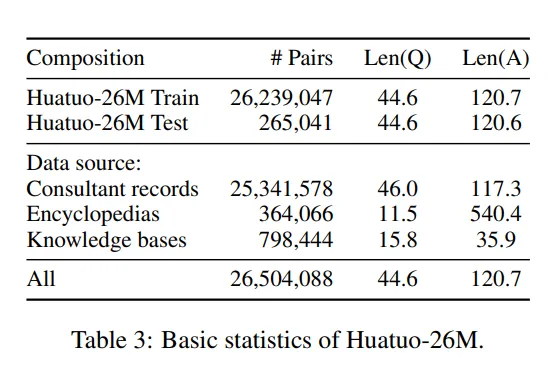 Composition # Pairs Len(Q) Len(A)
Huatuo-26M Train 26,239,047 44.6 120.7
Huatuo-26M Test 265,041 44.6 120.6
Data source:
Consultant records 25,341,578 46.0 117.3
Encyclopedias 364,066 11.5 540.4
Knowledge bases 798,444 15.8 35.9
All 26,504,088 44.6 120.7
Table 3: Basic statistics of Huatuo-26M.